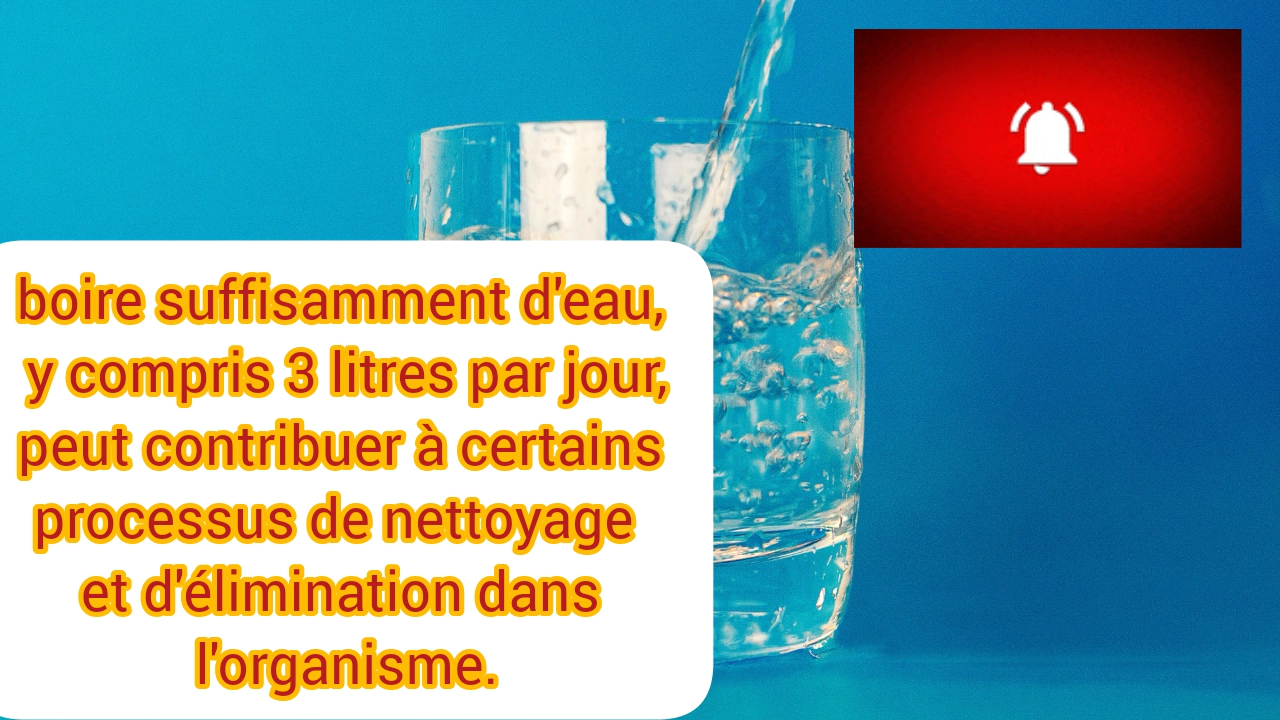 boire suffisamment d'eau,
y compris 3 litres par jour,
peut contribuer à certains
processus de nettoyage
et d'élimination dans
l'organisme.